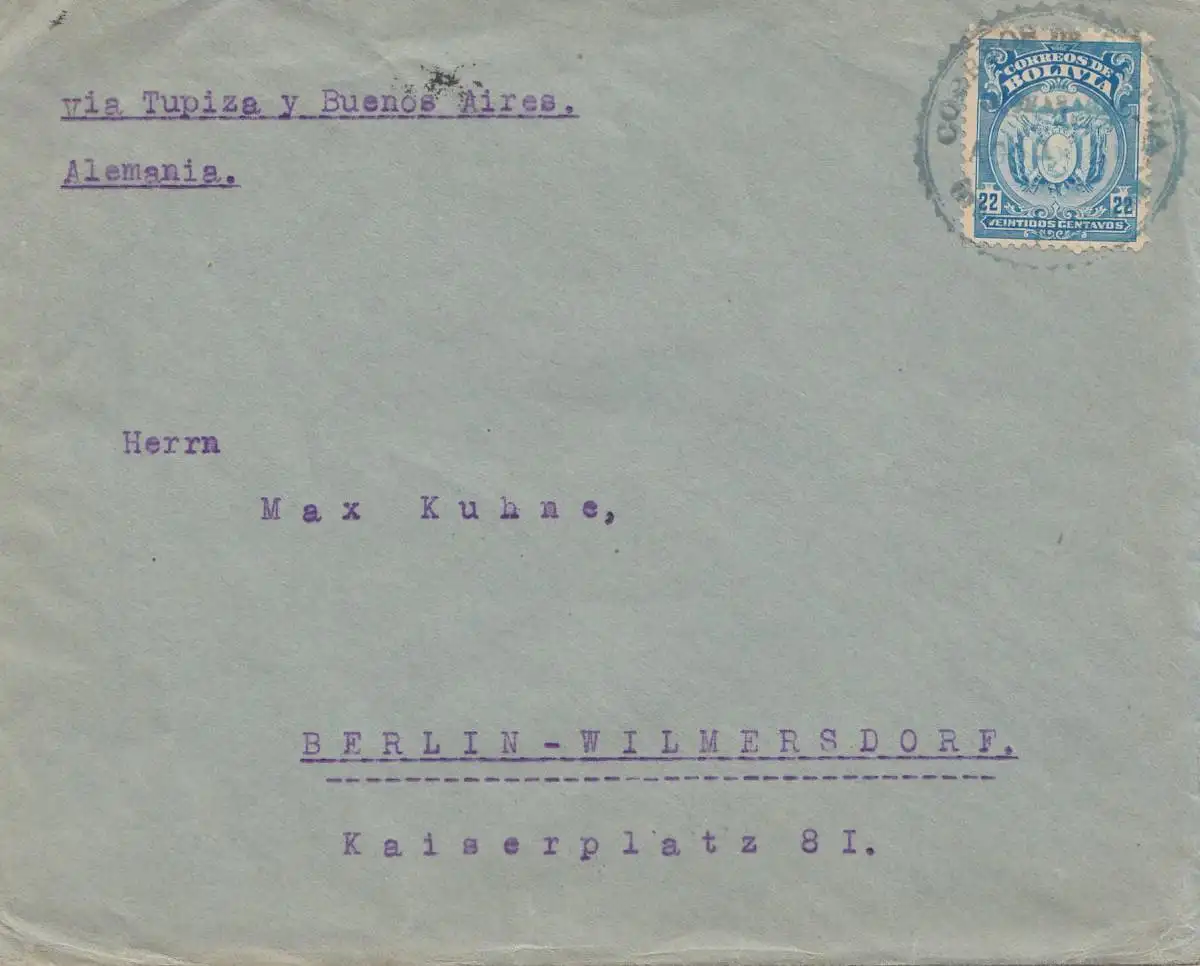 via Tupiza y Buenos Aires.
Alemania.
CORREOS DE
BOLIVIA
22 22
VEINTIDOS CENTAVOS
Herrn
Max Kuhne,
BERLIN-WILMERSDORF.
Kaiserplatz 8I.